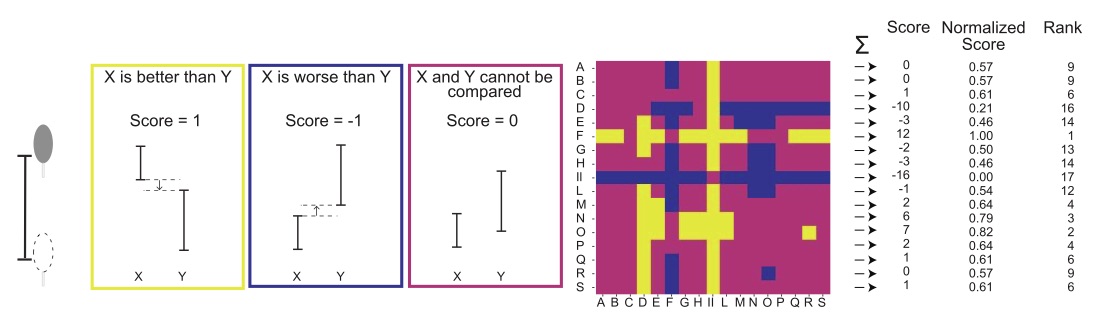 X is better than Y
Score = 1
X Y
X is worse than Y
Score = -1
X Y
X and Y cannot be
compared
Score = 0
X Y
Σ Score Normalized Score Rank
A 0 0.57 9
B 0 0.57 9
C 1 0.61 6
D -10 0.21 16
E -3 0.46 14
F 12 1.00 1
G -2 0.50 13
H -3 0.46 14
II -16 0.00 17
L -1 0.54 12
M 2 0.64 4
N 6 0.79 3
O 7 0.82 2
P 2 0.64 4
Q 1 0.61 6
R 0 0.57 9
S 1 0.61 6
A B C D E F G H II L M N O P Q R S